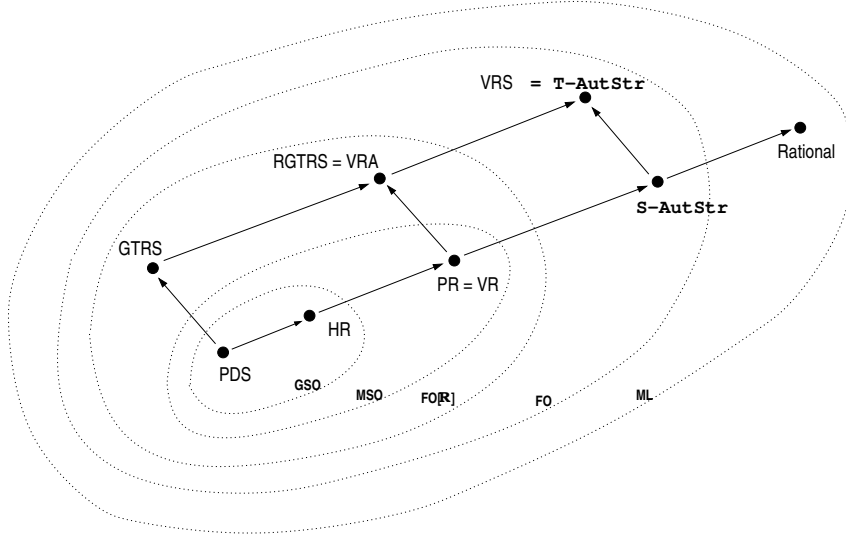 VRS = T-AutStr
Rational
RGTRS = VRA
S-AutStr
GTRS
PR = VR
HR
PDS
GSO
MSO
FO[R]
FO
ML